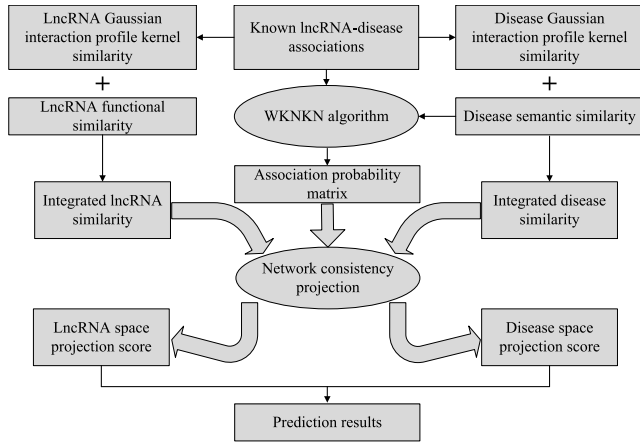 LncRNA Gaussian
interaction profile kernel
similarity
Known lncRNA-disease
associations
Disease Gaussian
interaction profile kernel
similarity
+
+
LncRNA functional
similarity
WKNKN algorithm
Disease semantic similarity
Association probability
matrix
Integrated lncRNA
similarity
Integrated disease
similarity
Network consistency
projection
LncRNA space
projection score
Disease space
projection score
Prediction results